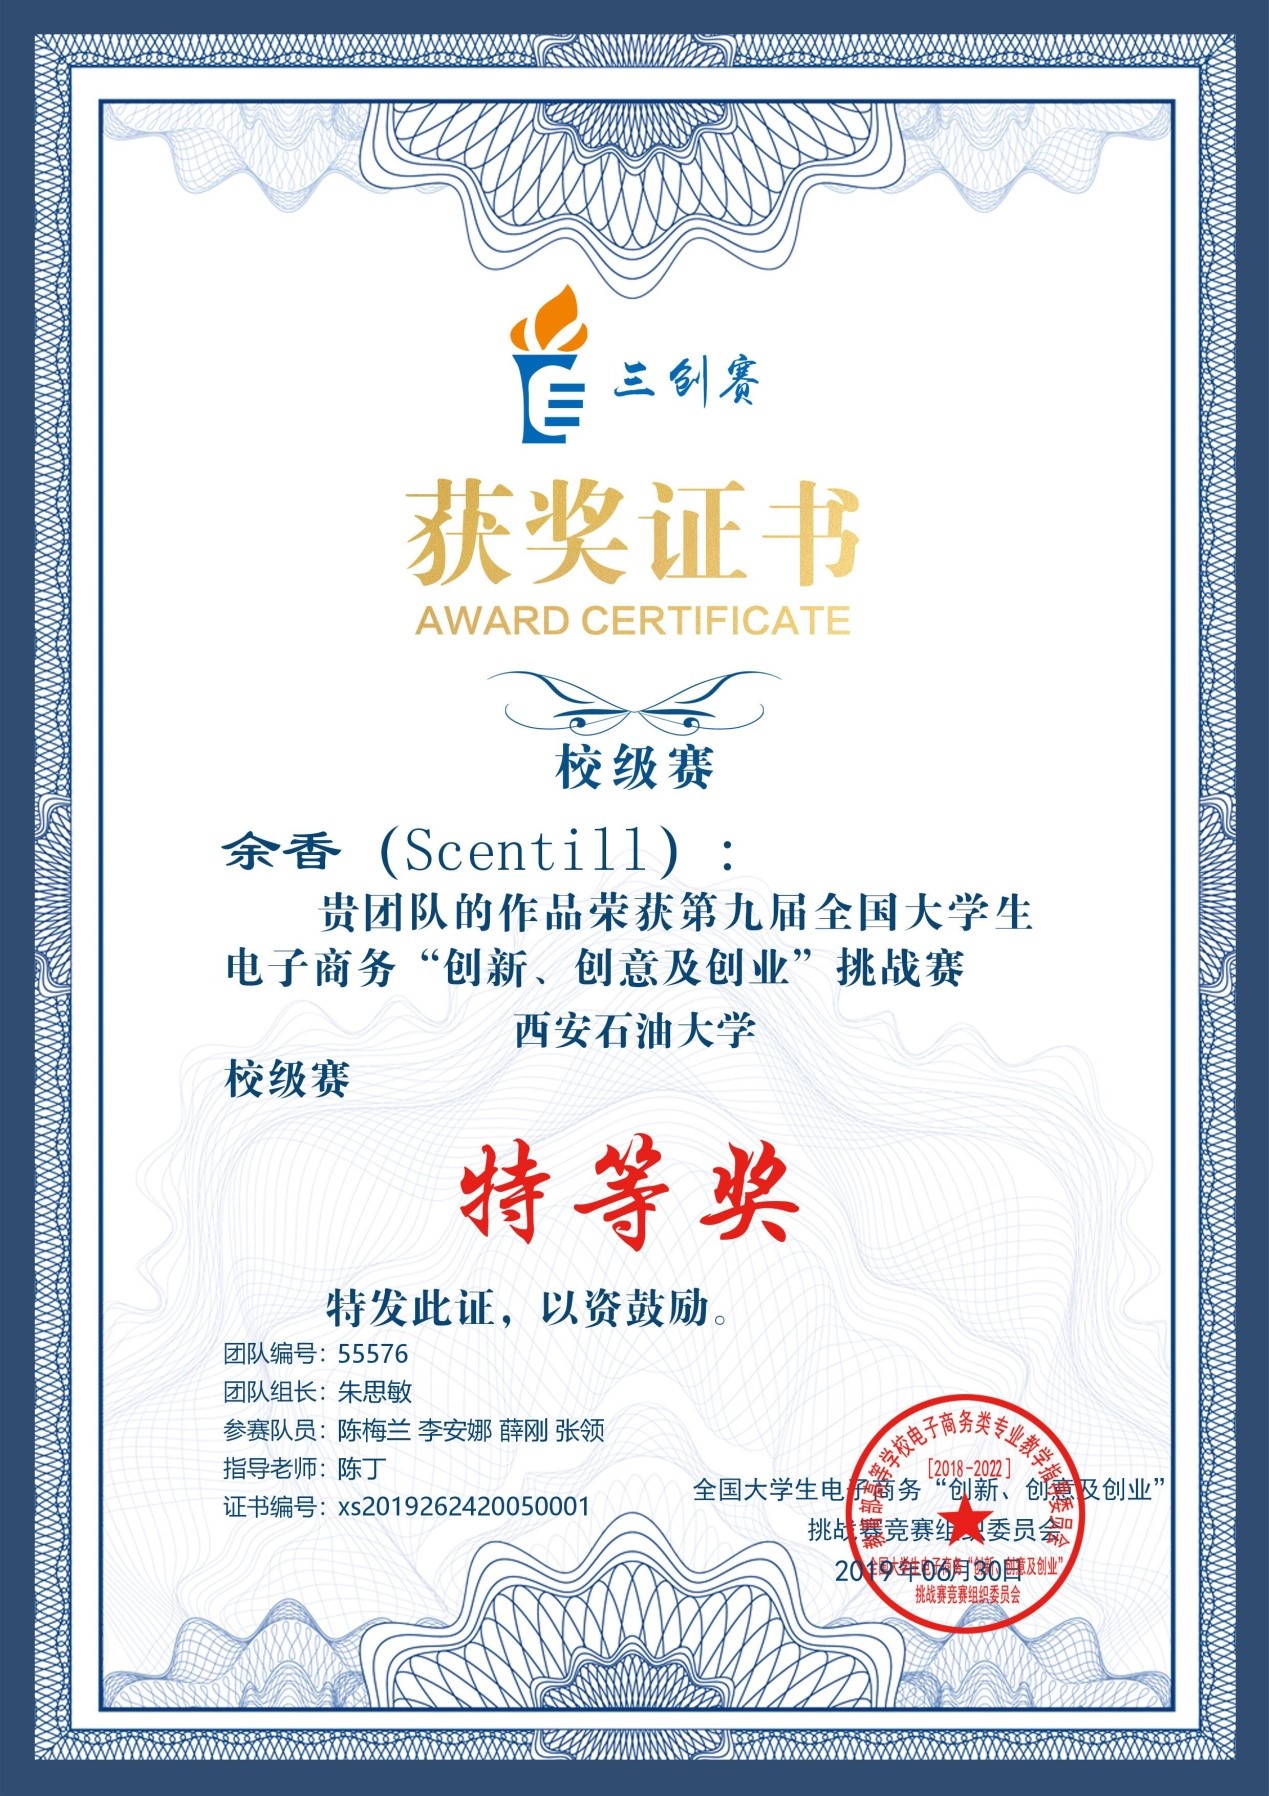 三创赛
获奖证书
AWARD CERTIFICATE
校级赛
余香（Scentill）：
贵团队的作品荣获第九届全国大学生
电子商务“创新、创意及创业”挑战赛
西安石油大学
校级赛
特等奖
特发此证，以资鼓励。
团队编号：55576
团队组长：朱思敏
参赛队员：陈梅兰 李安娜 薛刚 张领
指导老师：陈丁
证书编号：xs2019262420050001
全国大学生电子商务“创新、创意及创业”
挑战赛竞赛组织委员会
2019年06月30日
教育部高等学校电子商务类专业教学指导委员会
[2018-2022]
全国大学生电子商务“创新、创意及创业”
挑战赛竞赛组织委员会